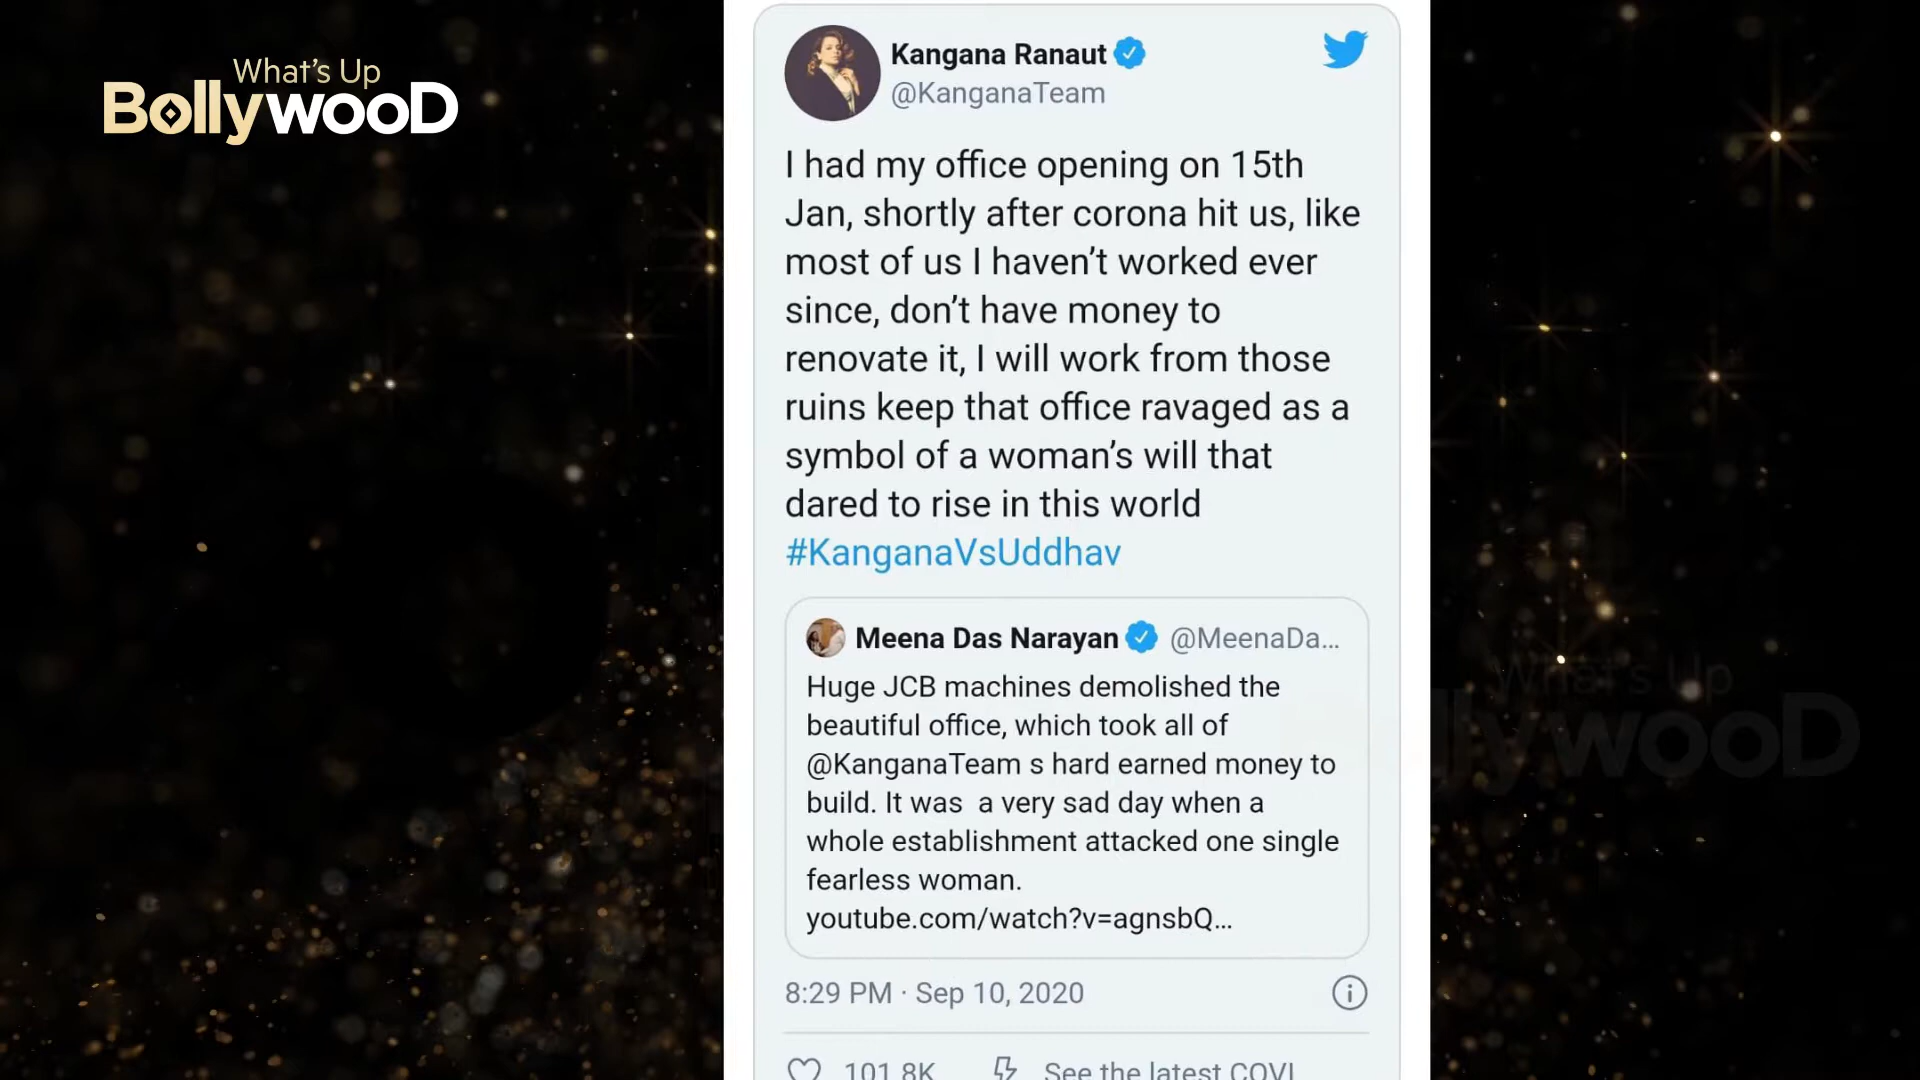 What's Up
BollywooD
Kangana Ranaut
@KanganaTeam
I had my office opening on 15th
Jan, shortly after corona hit us, like
most of us I haven't worked ever
since, don't have money to
renovate it, I will work from those
ruins keep that office ravaged as a
symbol of a woman's will that
dared to rise in this world
#KanganaVsUddhav
Meena Das Narayan @MeenaDa...
Huge JCB machines demolished the
beautiful office, which took all of
@KanganaTeam s hard earned money to
build. It was a very sad day when a
whole establishment attacked one single
fearless woman.
youtube.com/watch?v=agnsbQ...
8:29 PM · Sep 10, 2020
101.8K See the latest COVI
What's Up
BollywooD